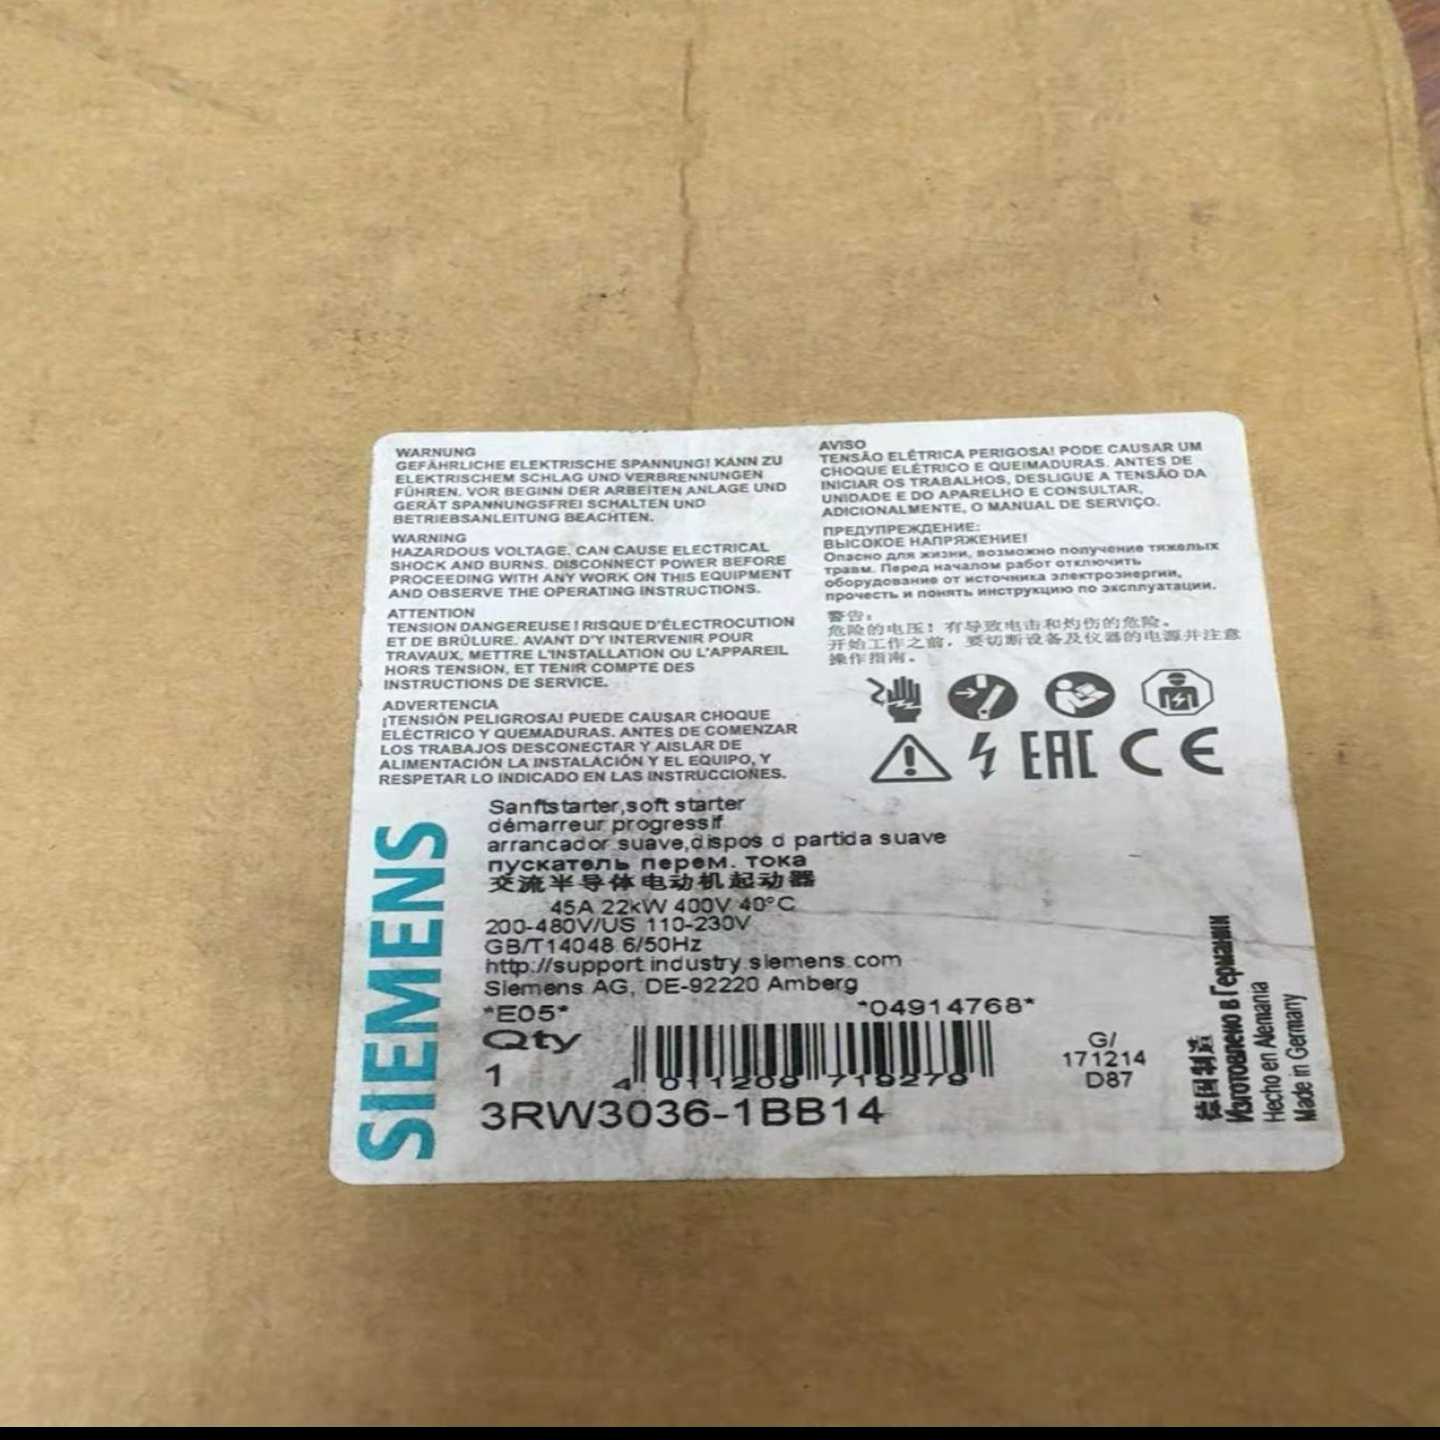 WARNUNG
GEFÄHRLICHE ELEKTRISCHE SPANNUNG! KANN ZU
ELEKTRISCHEM SCHLAG UND VERBRENNUNGEN
FÜHREN. VOR BEGINN DER ARBEITEN ANLAGE UND
GERÄT SPANNUNGSFREI SCHALTEN UND
BETRIEBSANLEITUNG BEACHTEN.
WARNING
HAZARDOUS VOLTAGE. CAN CAUSE ELECTRICAL
SHOCK AND BURNS. DISCONNECT POWER BEFORE
PROCEEDING WITH ANY WORK ON THIS EQUIPMENT
AND OBSERVE THE OPERATING INSTRUCTIONS.
ATTENTION
TENSION DANGEREUSE ! RISQUE D'ÉLECTROCUTION
ET DE BRÛLURE. AVANT D'Y INTERVENIR POUR
TRAVAUX, METTRE L'INSTALLATION OU L'APPAREIL
HORS TENSION, ET TENIR COMPTE DES
INSTRUCTIONS DE SERVICE.
ADVERTENCIA
¡TENSIÓN PELIGROSA! PUEDE CAUSAR CHOQUE
ELÉCTRICO Y QUEMADURAS. ANTES DE COMENZAR
LOS TRABAJOS DESCONECTAR Y AISLAR DE
ALIMENTACIÓN LA INSTALACIÓN Y EL EQUIPO, Y
RESPETAR LO INDICADO EN LAS INSTRUCCIONES.
AVISO
TENSÃO ELÉTRICA PERIGOSA! PODE CAUSAR UM
CHOQUE ELÉTRICO E QUEIMADURAS. ANTES DE
INICIAR OS TRABALHOS, DESLIGUE A TENSÃO DA
UNIDADE E DO APARELHO E CONSULTAR,
ADICIONALMENTE, O MANUAL DE SERVIÇO.
ПРЕДУПРЕЖДЕНИЕ:
ВЫСОКОЕ НАПРЯЖЕНИЕ!
Опасно для жизни, возможно получение тяжелых
травм. Перед началом работ отключить
оборудование от источника электроэнергии,
прочесть и понять инструкцию по эксплуатации.
警告：
危险的电压！有导致电击和灼伤的危险。
开始工作之前，要切断设备及仪器的电源并注意
操作指南。
EAC CE
SIEMENS
Sanftstarter,soft starter
démarreur progressif
arrancador suave,dispos d partida suave
пускатель перем. тока
交流半导体电动机起动器
45A 22kW 400V 40°C
200-480V/US 110-230V
GB/T14048.6/50Hz
http://support.industry.siemens.com
Siemens AG, DE-92220 Amberg
*E05* *04914768*
Qty
1
4 011209 719279
3RW3036-1BB14
G/
171214
D87
德国制造
Изготовлено в Германии
Hecho en Alemania
Made in Germany